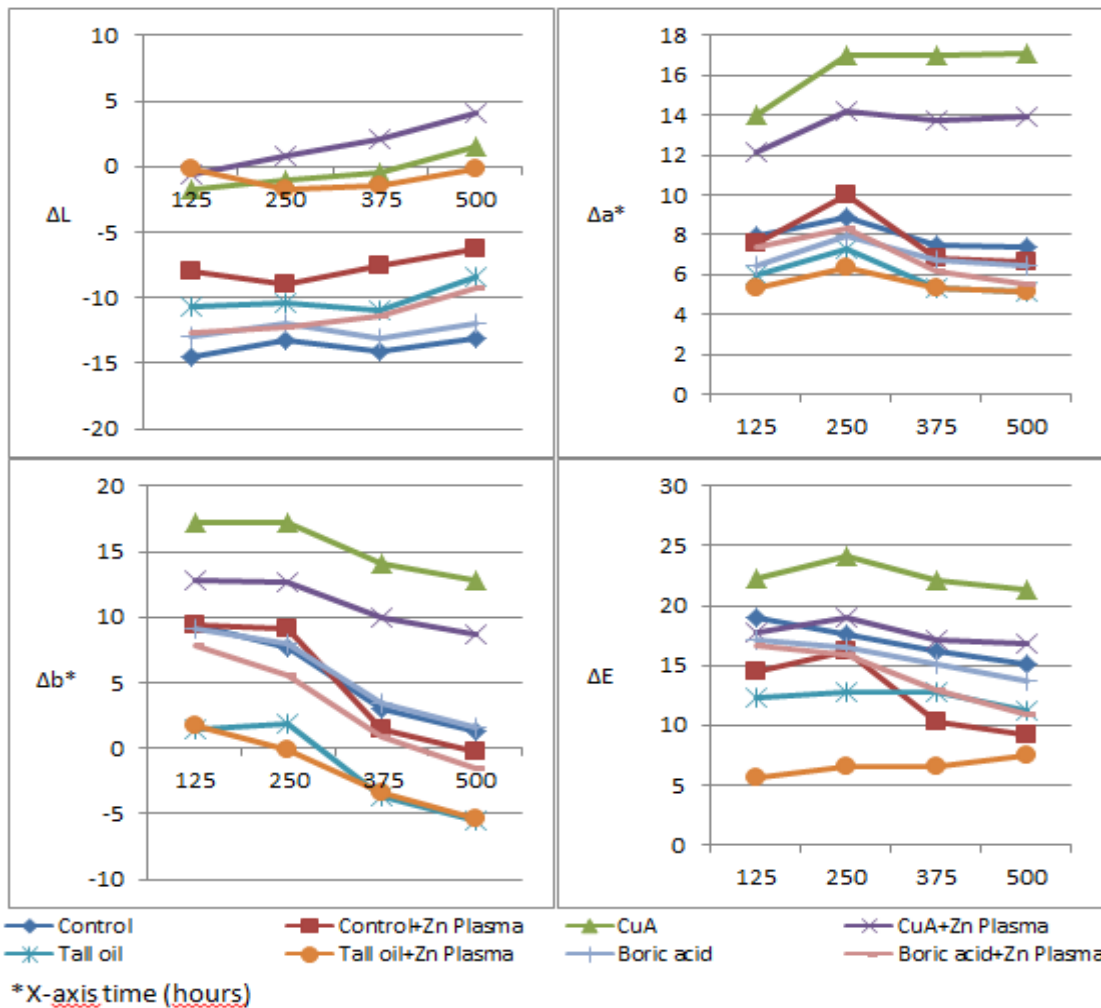 10
5
0
-5
-10
-15
-20
ΔL
125 250 375 500
18
16
14
12
10
8
6
4
2
0
Δa*
125 250 375 500
20
15
10
5
0
-5
-10
Δb*
125 250 375 500
30
25
20
15
10
5
0
ΔE
125 250 375 500
Control Control+Zn Plasma CuA CuA+Zn Plasma
Tall oil Tall oil+Zn Plasma Boric acid Boric acid+Zn Plasma
*X-axis time (hours)